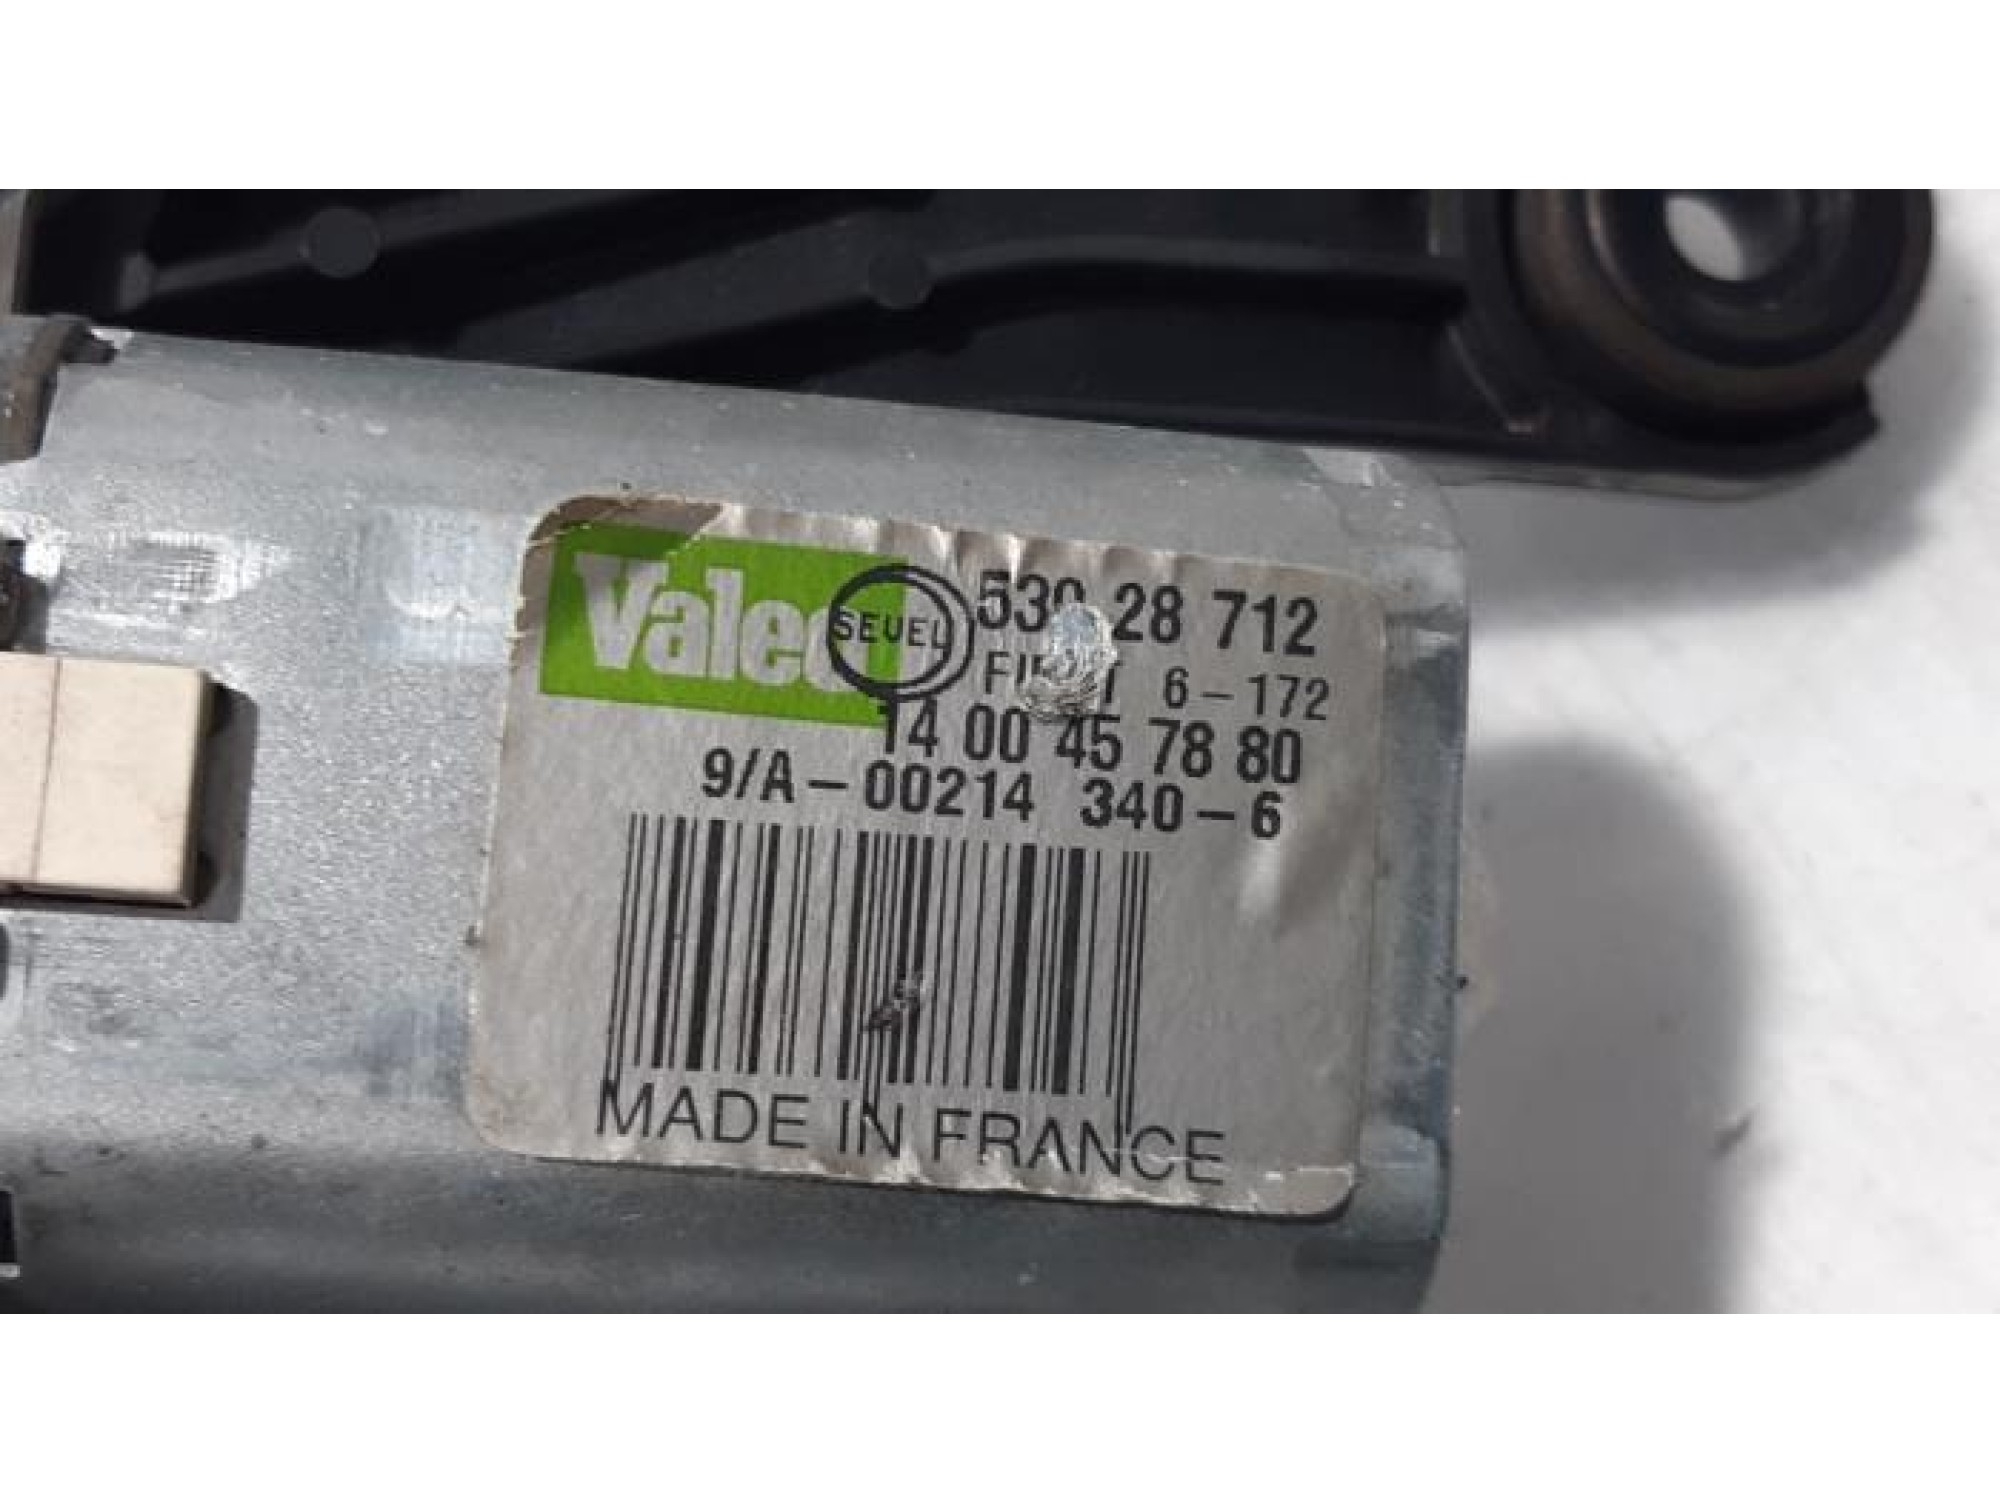 Valeo
SEVEL
28 712
6-172
14 00 45 78 80
9/A-00214 340-6
MADE IN FRANCE